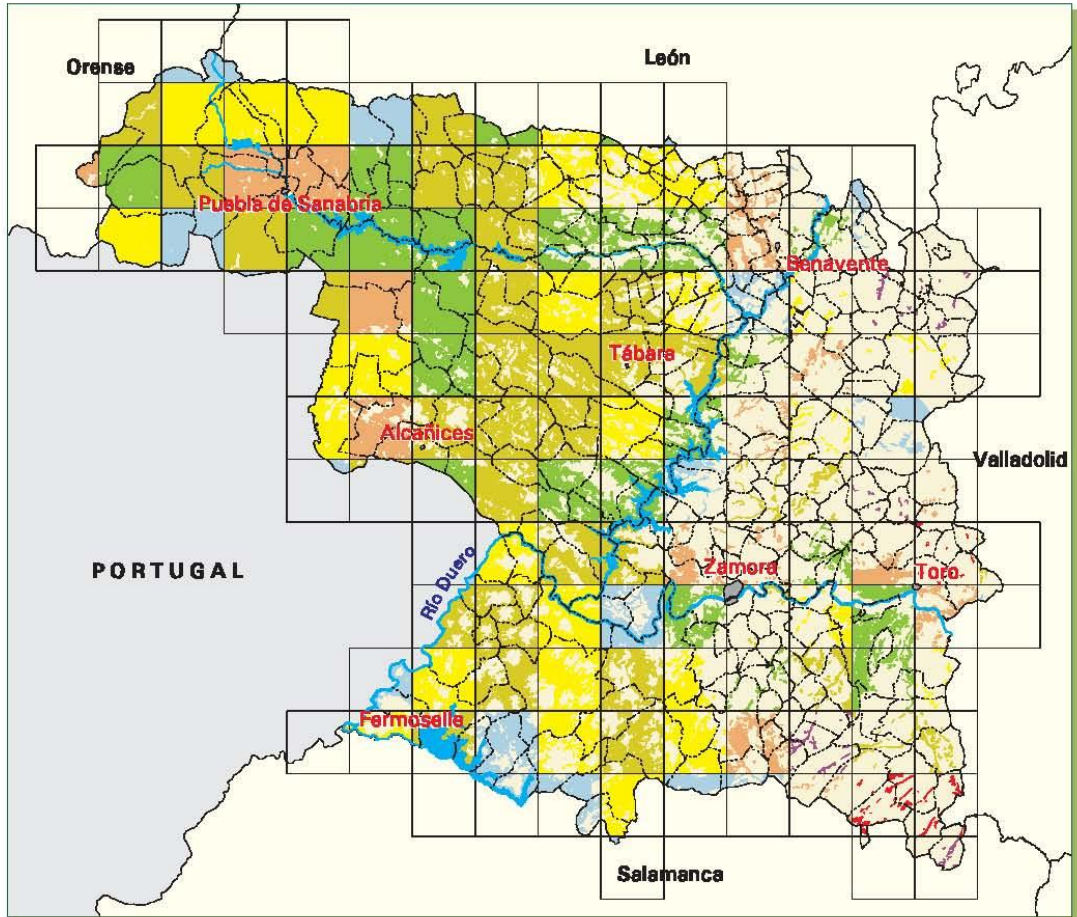 León
Orense
Puebla de Sanabria
Benavente
Tábara
Alcañices
Valladolid
PORTUGAL
Río Duero
Zamora
Toro
Fermoselle
Salamanca